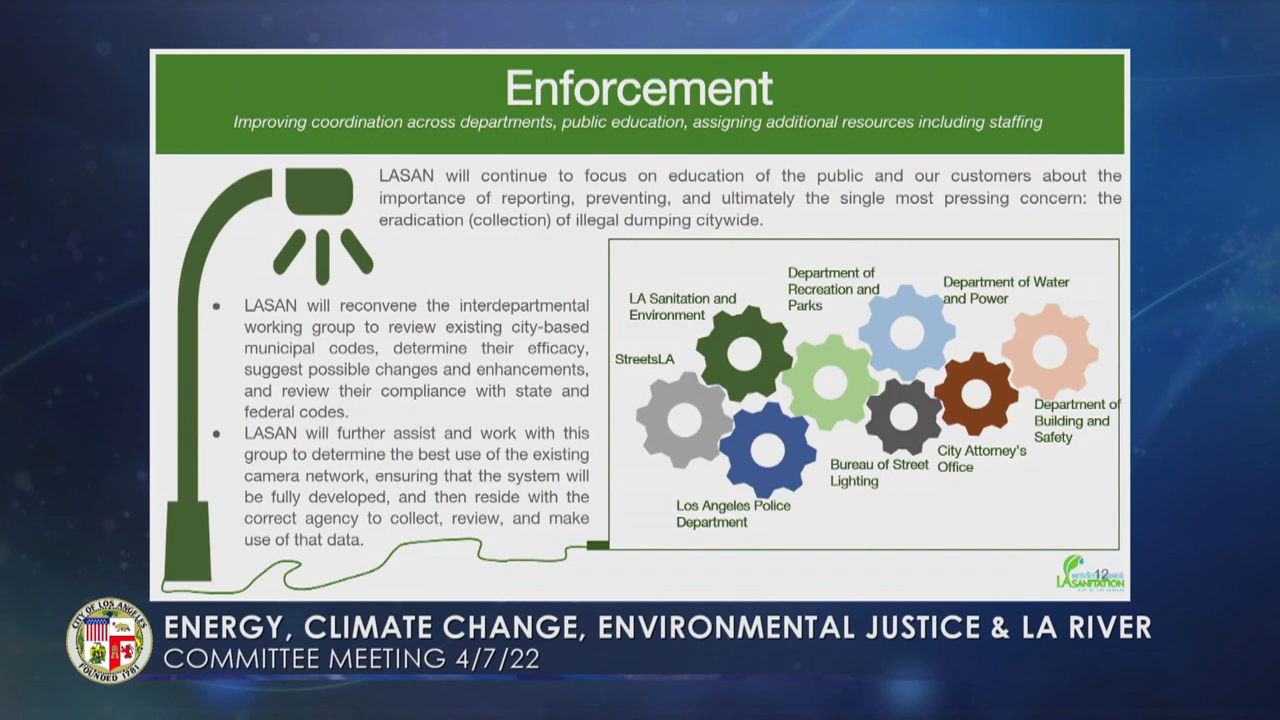 Enforcement
Improving coordination across departments, public education, assigning additional resources including staffing
LASAN will continue to focus on education of the public and our customers about the
importance of reporting, preventing, and ultimately the single most pressing concern: the
eradication (collection) of illegal dumping citywide.
• LASAN will reconvene the interdepartmental
working group to review existing city-based
municipal codes, determine their efficacy,
suggest possible changes and enhancements,
and review their compliance with state and
federal codes.
• LASAN will further assist and work with this
group to determine the best use of the existing
camera network, ensuring that the system will
be fully developed, and then reside with the
correct agency to collect, review, and make
use of that data.
LA Sanitation and
Environment
StreetsLA
Department of
Recreation and
Parks
Department of Water
and Power
Department of
Building and
Safety
City Attorney's
Office
Bureau of Street
Lighting
Los Angeles Police
Department
12
LASANITATION
CITY OF LOS ANGELES
FOUNDED 1781
ENERGY, CLIMATE CHANGE, ENVIRONMENTAL JUSTICE & LA RIVER
COMMITTEE MEETING 4/7/22